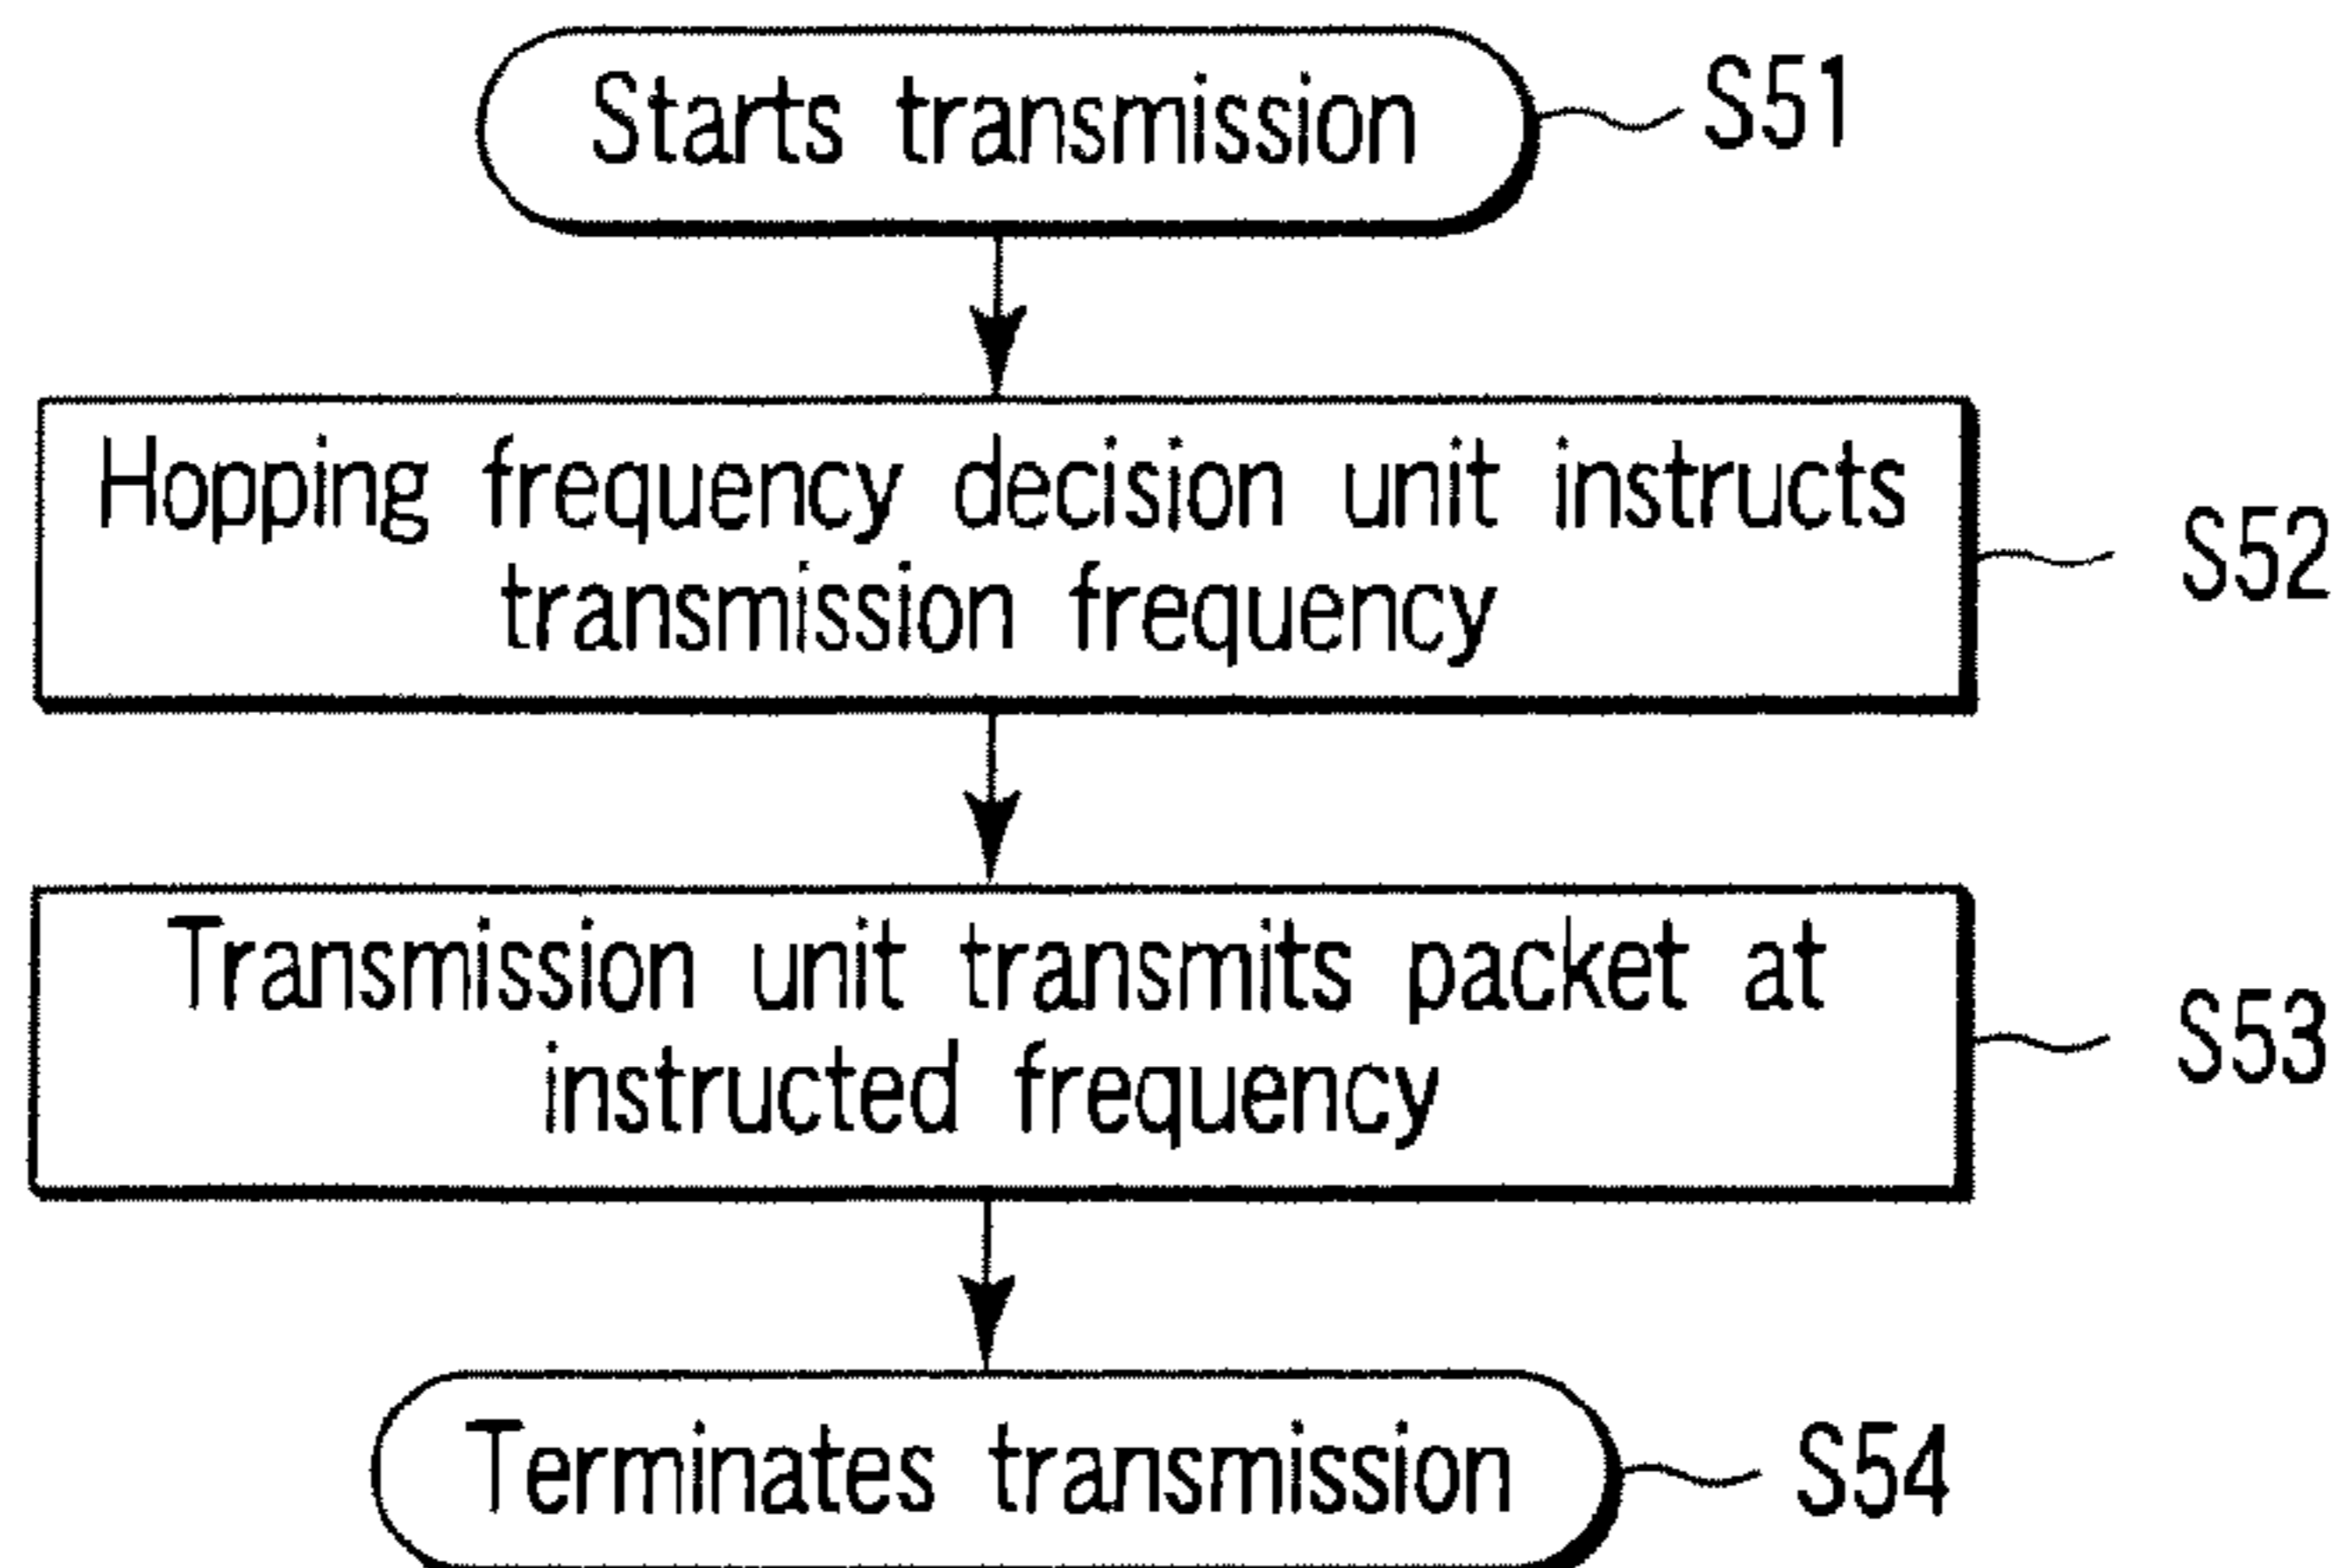 Starts transmission
S51
Hopping frequency decision unit instructs
transmission frequency
S52
Transmission unit transmits packet at
instructed frequency
S53
Terminates transmission
S54